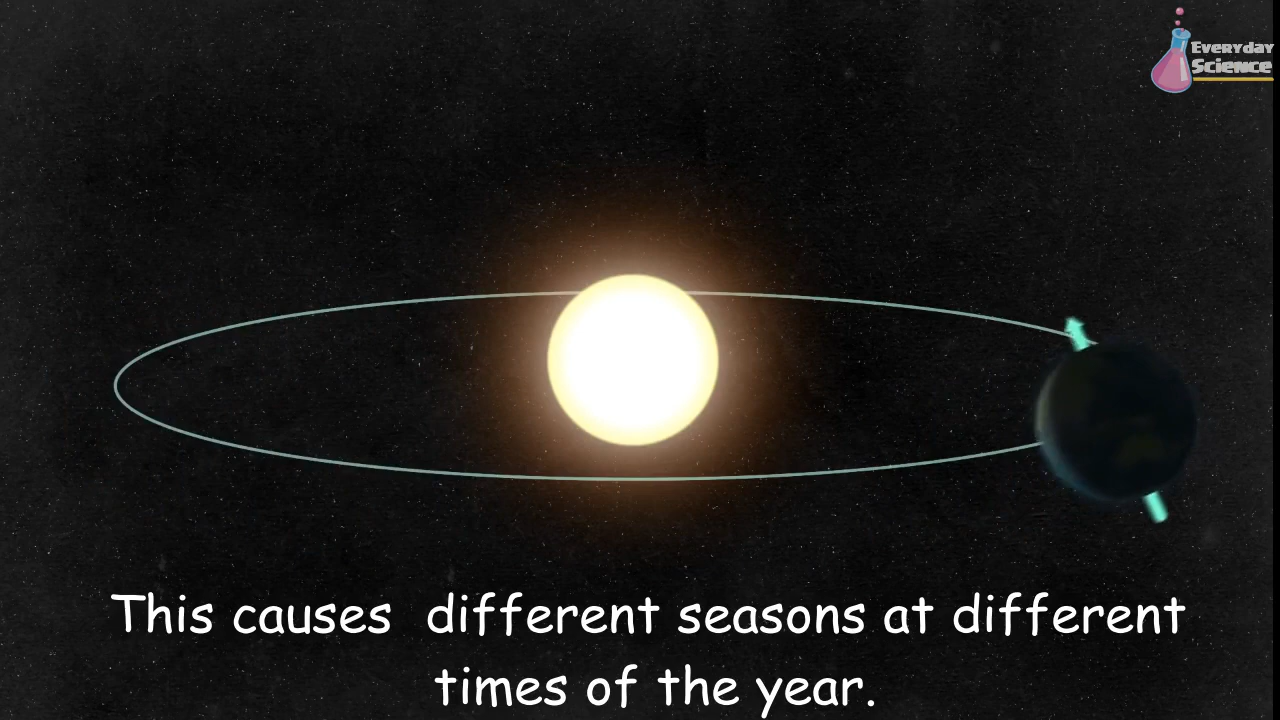 Everyday
Science
This causes  different seasons at different
times of the year.